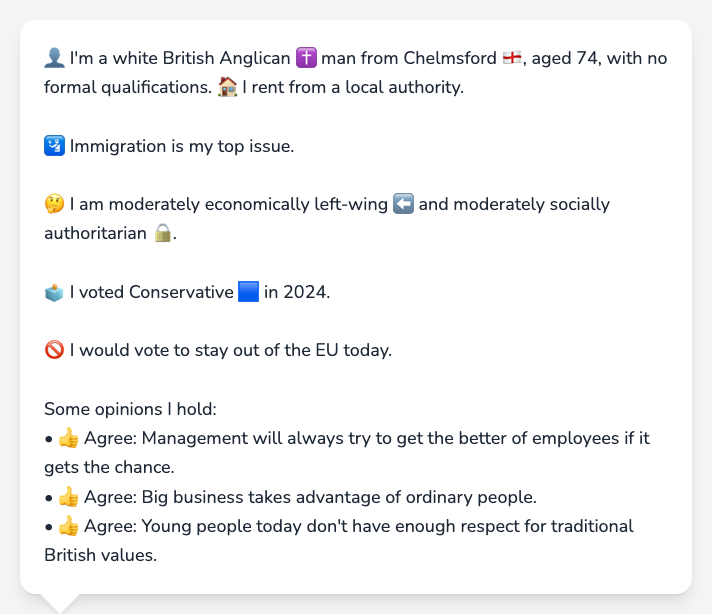 👤 I'm a white British Anglican ✝️ man from Chelmsford 🏴󠁧󠁢󠁥󠁮󠁧󠁿, aged 74, with no
formal qualifications. 🏠 I rent from a local authority.
🛂 Immigration is my top issue.
🤔 I am moderately economically left-wing ⬅️ and moderately socially
authoritarian 🔒.
🗳️ I voted Conservative 🟦 in 2024.
🚫 I would vote to stay out of the EU today.
Some opinions I hold:
• 👍 Agree: Management will always try to get the better of employees if it
gets the chance.
• 👍 Agree: Big business takes advantage of ordinary people.
• 👍 Agree: Young people today don't have enough respect for traditional
British values.